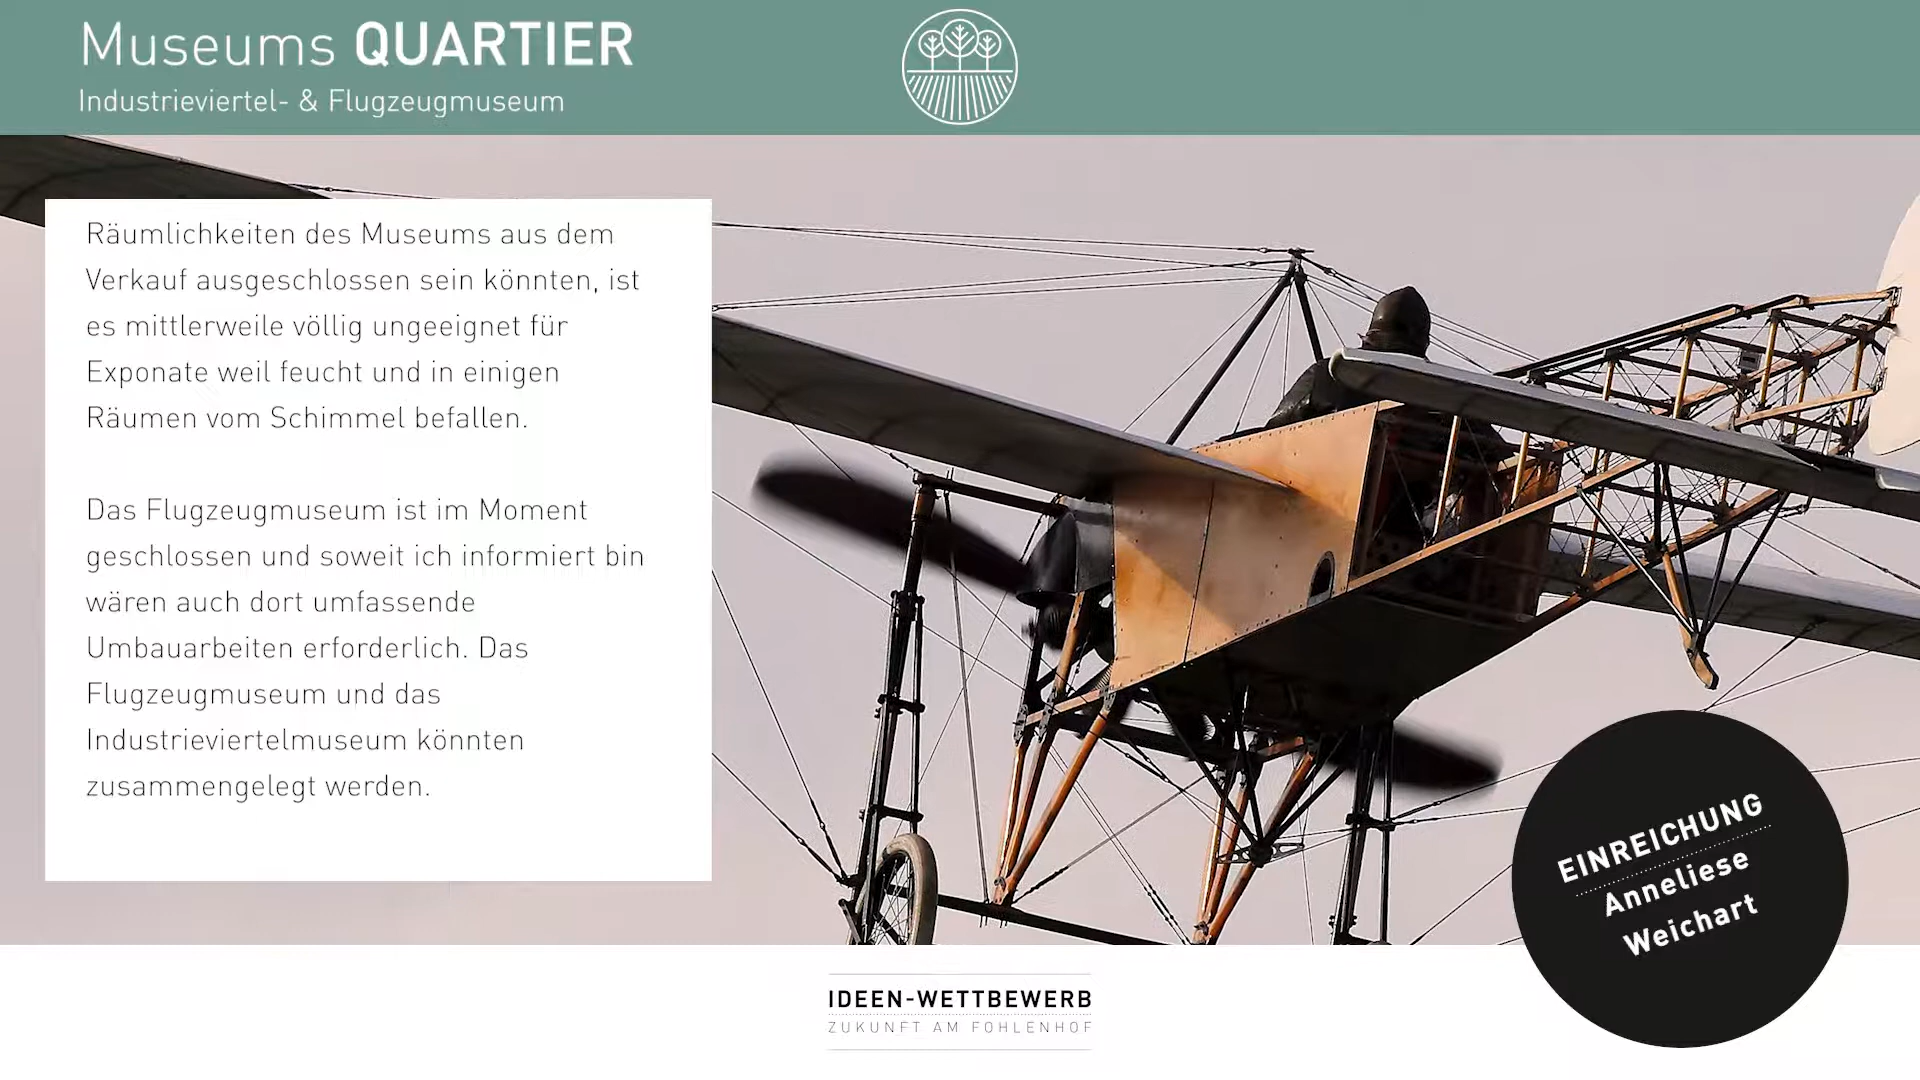 Museums QUARTIER
Industrieviertel- & Flugzeugmuseum
Räumlichkeiten des Museums aus dem
Verkauf ausgeschlossen sein könnten, ist
es mittlerweile völlig ungeeignet für
Exponate weil feucht und in einigen
Räumen vom Schimmel befallen.
Das Flugzeugmuseum ist im Moment
geschlossen und soweit ich informiert bin
wären auch dort umfassende
Umbauarbeiten erforderlich. Das
Flugzeugmuseum und das
Industrieviertelmuseum könnten
zusammengelegt werden.
EINREICHUNG
Anneliese
Weichart
IDEEN-WETTBEWERB
ZUKUNFT AM FOHLENHOF